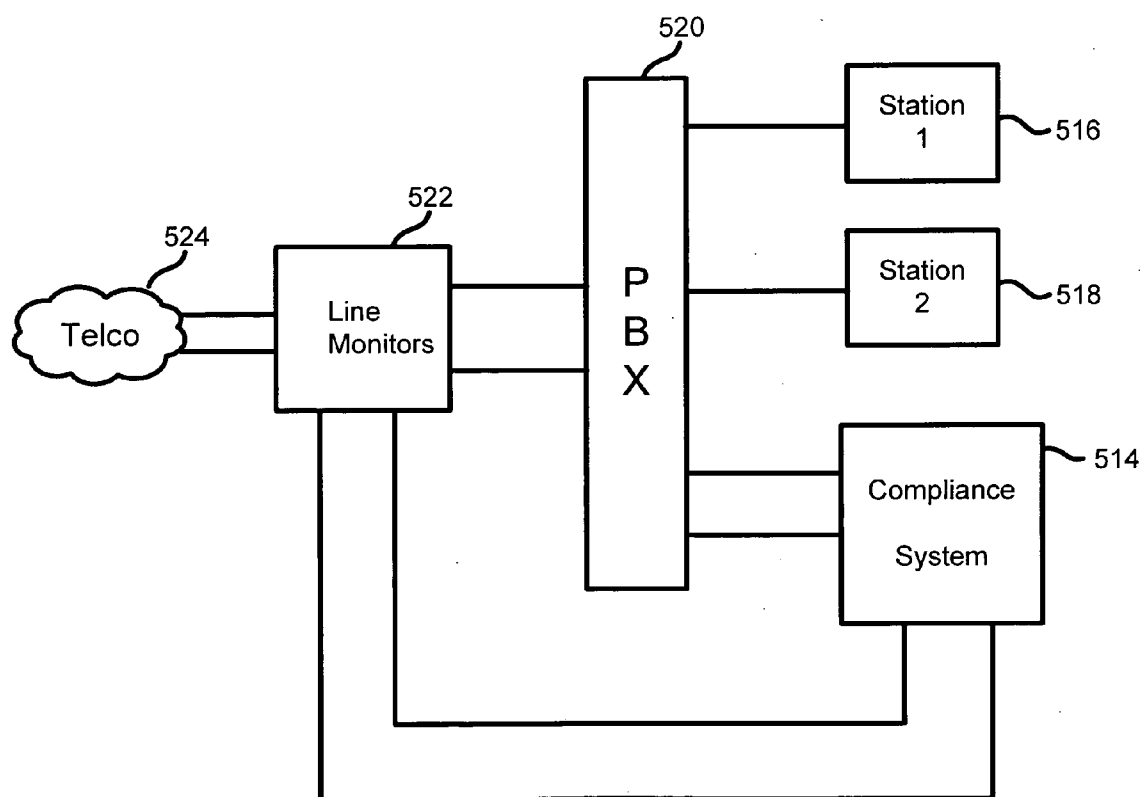 520
Station
1
516
522
524
Station
2
518
Telco
Line
Monitors
P
B
X
514
Compliance
System